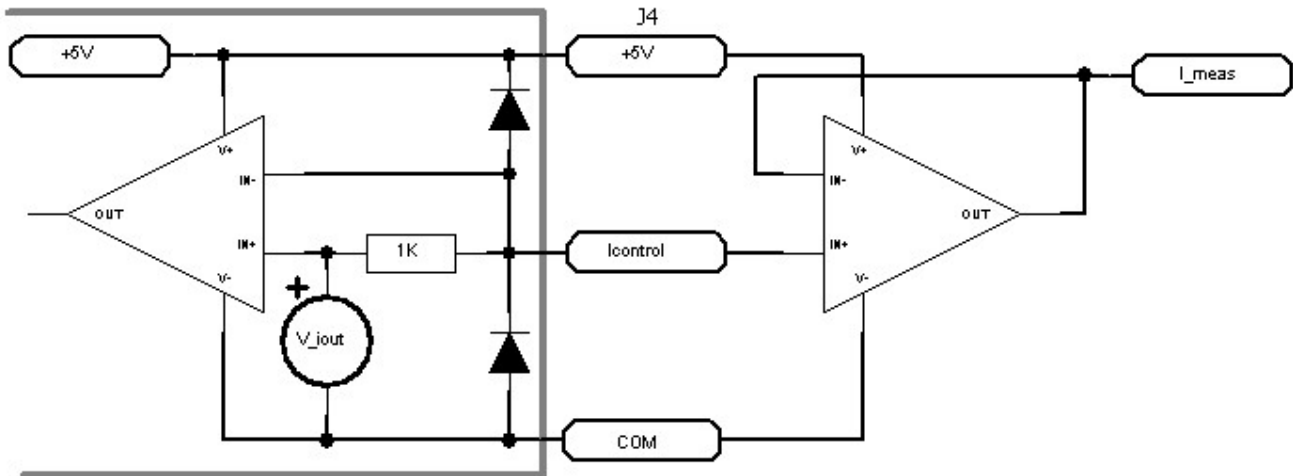 J4
+5V
+5V
I_meas
V+
IN-
OUT
IN+
V-
1K
Icontrol
V+
IN-
OUT
IN+
V-
+
V_iout
COM